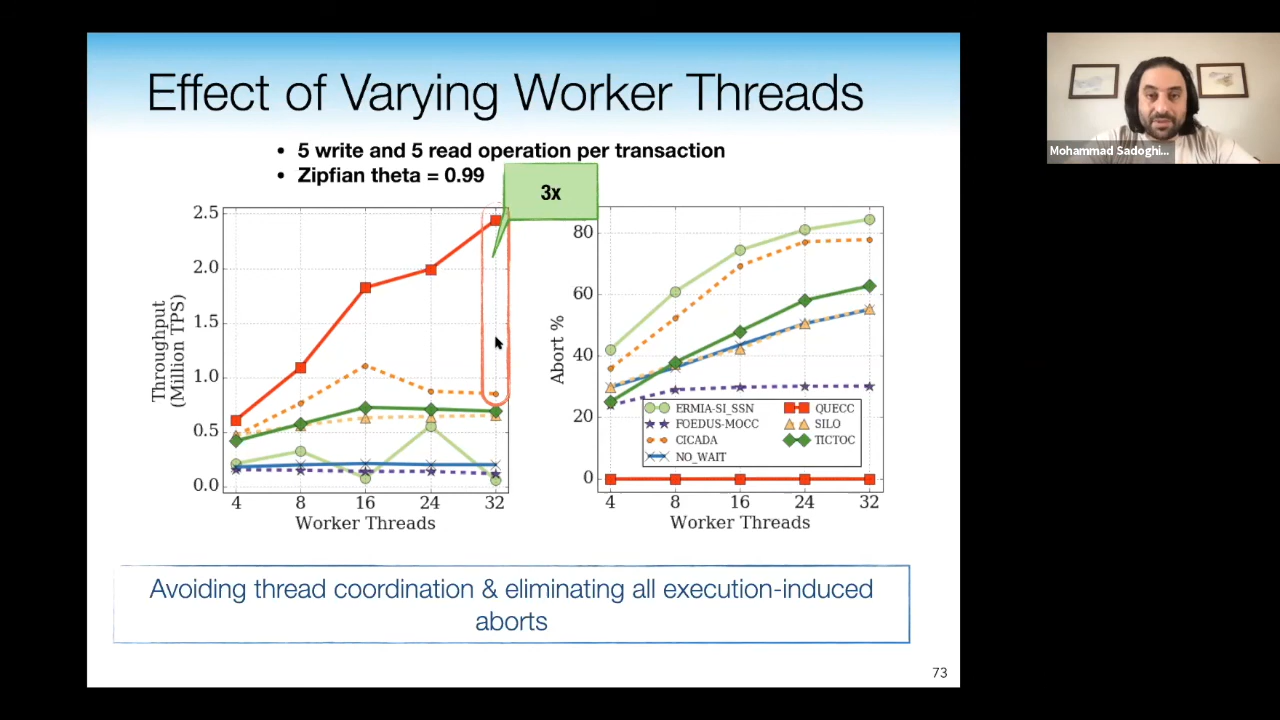 Effect of Varying Worker Threads
• 5 write and 5 read operation per transaction
• Zipfian theta = 0.99
3x
2.5
2.0
1.5
1.0
0.5
0.0
Throughput
(Million TPS)
4 8 16 24 32
Worker Threads
80
60
40
20
0
Abort %
ERMIA-SI_SSN
FOEDUS-MOCC
CICADA
NO_WAIT
QUECC
SILO
TICTOC
4 8 16 24 32
Worker Threads
Avoiding thread coordination & eliminating all execution-induced
aborts
73
Mohammad Sadoghi...